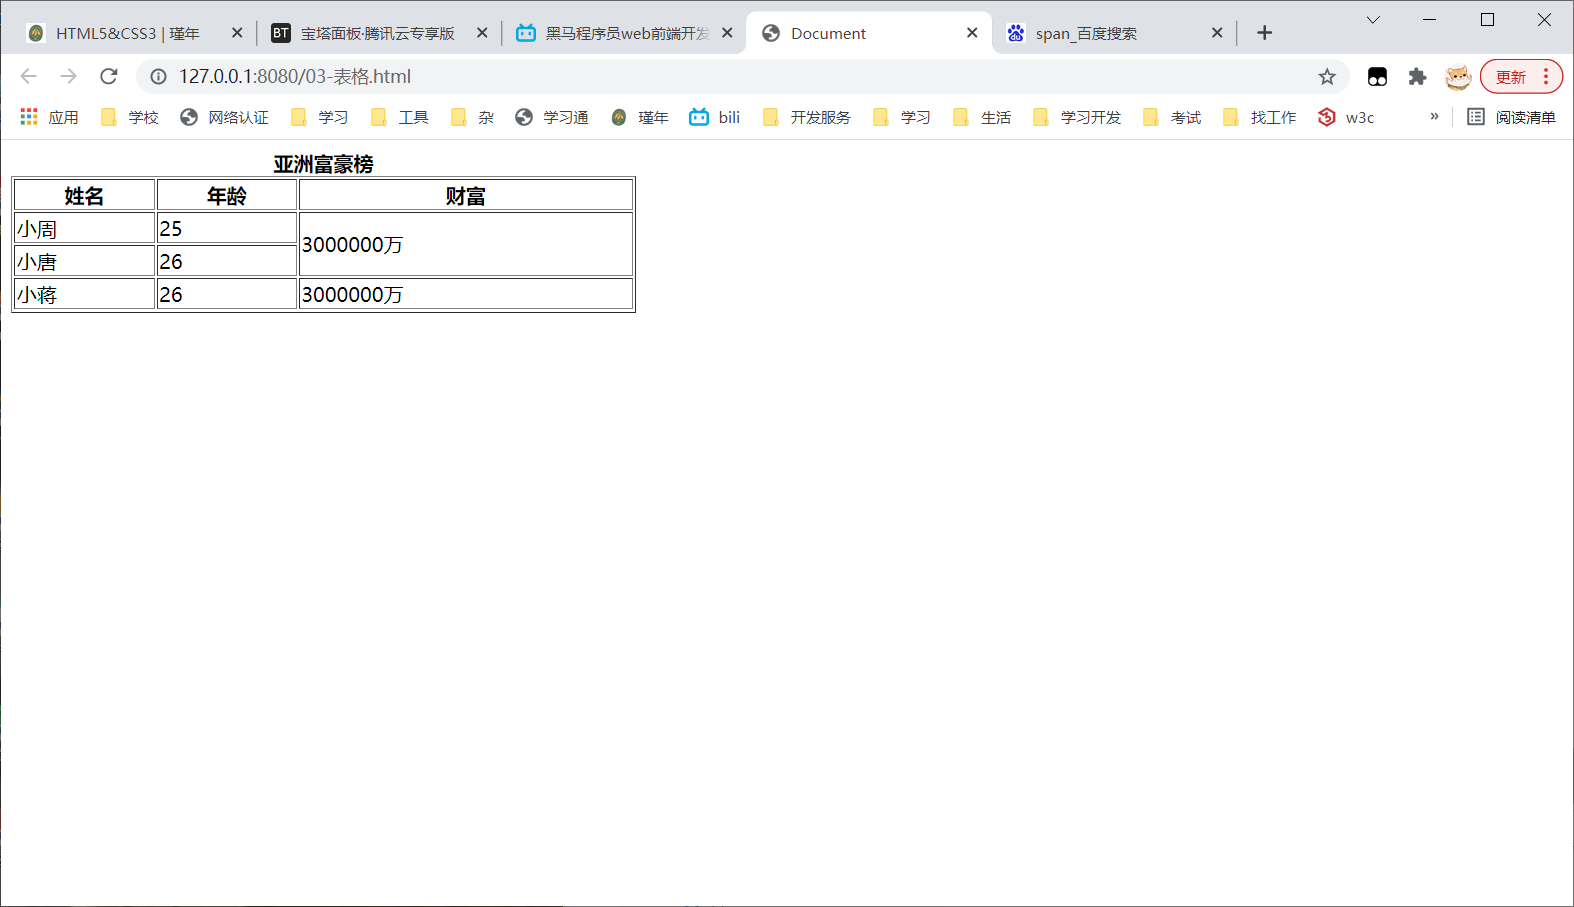 HTML5&CSS3 | 瑾年
BT 宝塔面板·腾讯云专享版
黑马程序员web前端开发
Document
du span_百度搜索
127.0.0.1:8080/03-表格.html
更新
应用 学校 网络认证 学习 工具 杂 学习通 瑾年 bili 开发服务 学习 生活 学习开发 考试 找工作 w3c » 阅读清单
亚洲富豪榜
姓名 年龄 财富
小周 25 3000000万
小唐 26
小蒋 26 3000000万